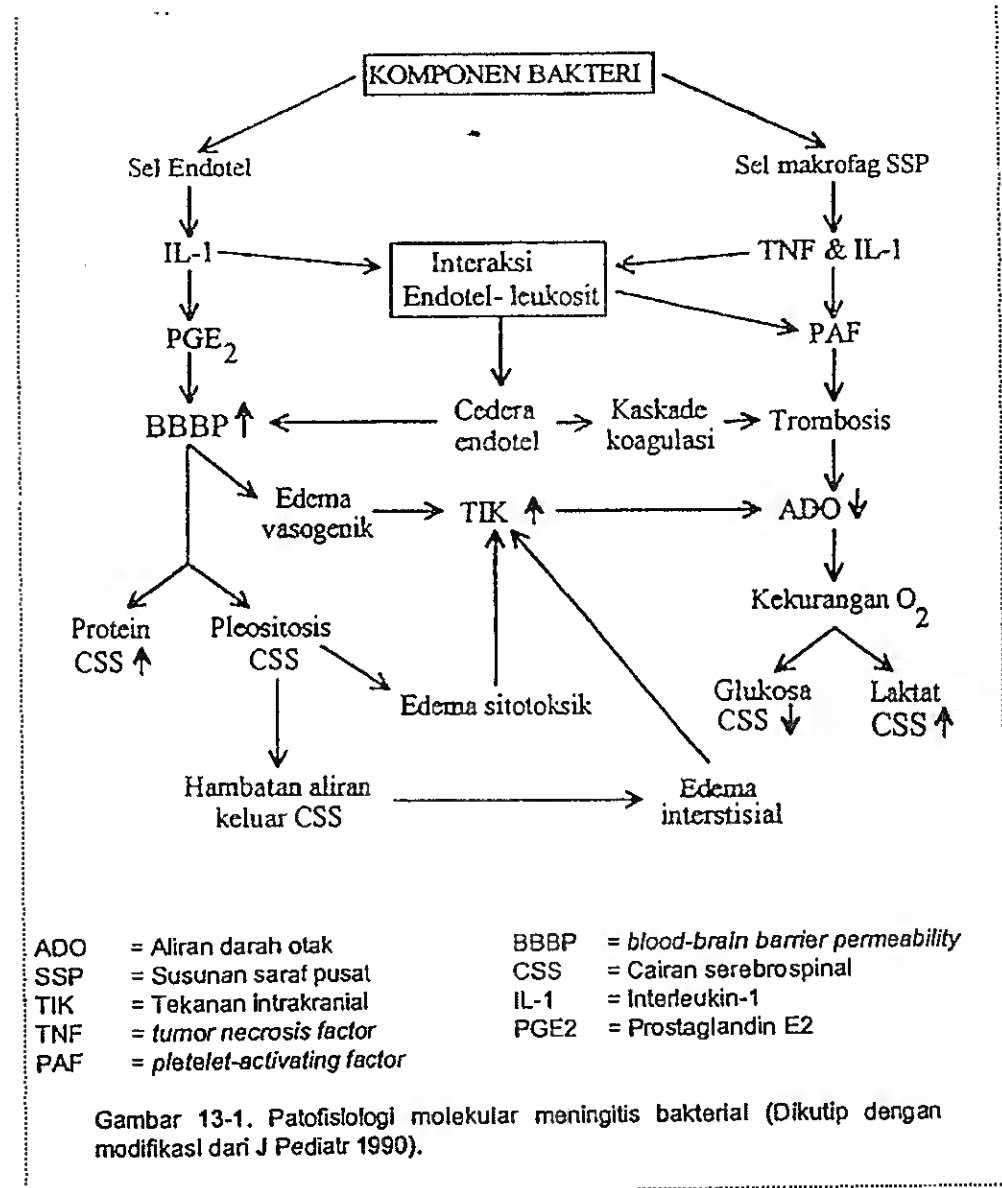 KOMPONEN BAKTERI
Sel Endotel
Sel makrofag SSP
IL-1
Interaksi
Endotel- leukosit
TNF & IL-1
PGE2
PAF
BBBP
Cedera
endotel
Kaskade
koagulasi
Trombosis
Edema
vasogenik
TIK
ADO
Kekurangan O2
Protein
CSS
Pleositosis
CSS
Edema sitotoksik
Glukosa
CSS
Laktat
CSS
Hambatan aliran
keluar CSS
Edema
interstisial
ADO = Aliran darah otak
SSP = Susunan saraf pusat
TIK = Tekanan intrakranial
TNF = tumor necrosis factor
PAF = pletelet-activating factor
BBBP = blood-brain barrier permeability
CSS = Cairan serebrospinal
IL-1 = Interleukin-1
PGE2 = Prostaglandin E2
Gambar 13-1. Patofisiologi molekular meningitis bakterial (Dikutip dengan
modifikasi dari J Pediatr 1990).